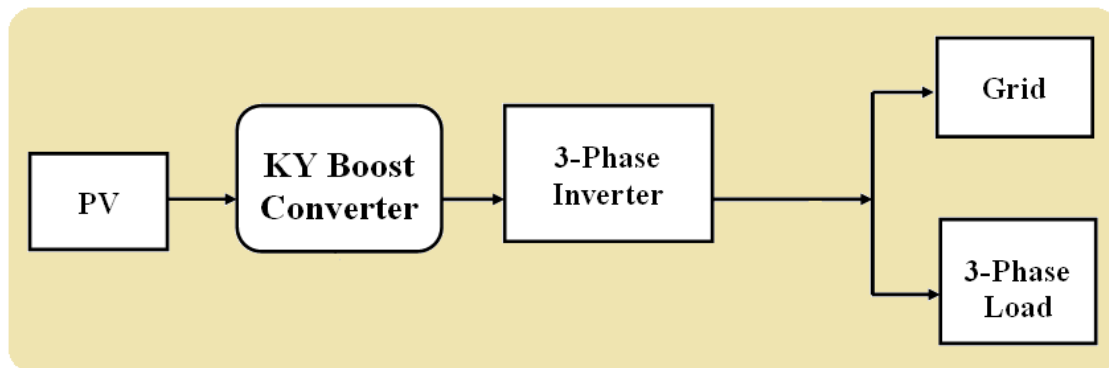 PV
KY Boost
Converter
3-Phase
Inverter
Grid
3-Phase
Load